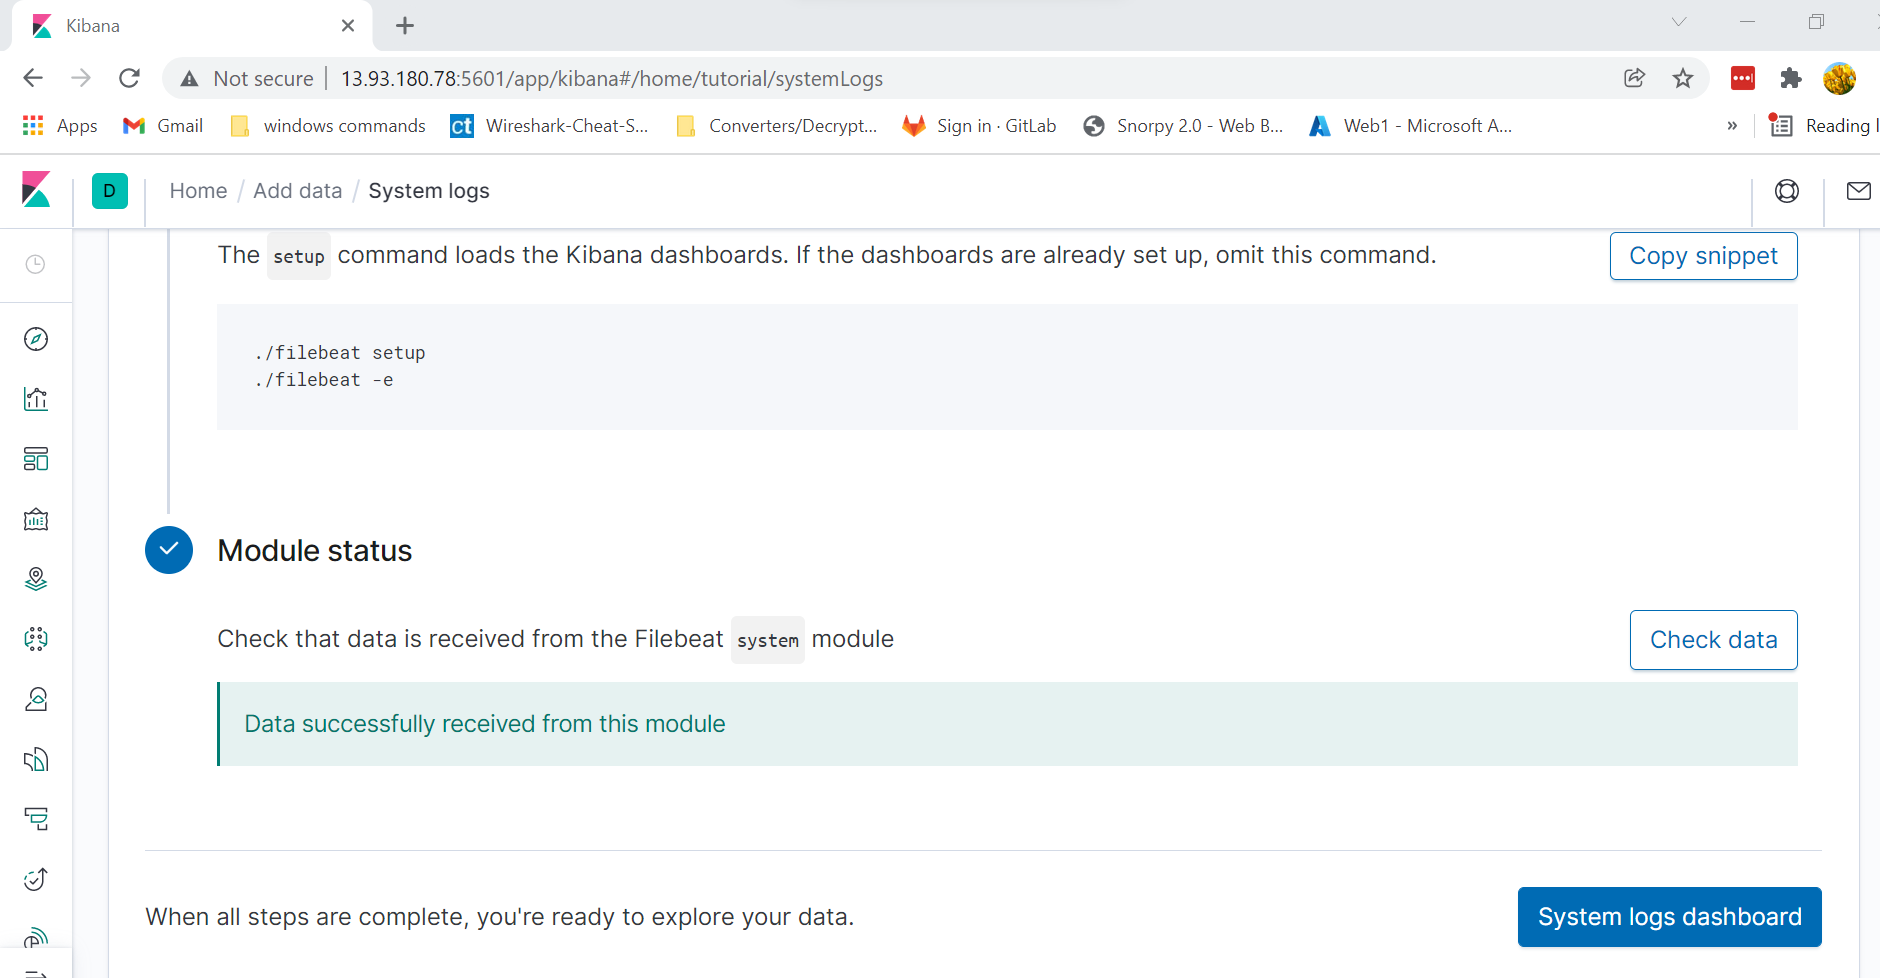 Kibana
Not secure 13.93.180.78:5601/app/kibana#/home/tutorial/systemLogs
Apps Gmail windows commands ct Wireshark-Cheat-S... Converters/Decrypt... Sign in · GitLab Snorpy 2.0 - Web B... Web1 - Microsoft A... » Reading l
D Home / Add data / System logs
The setup command loads the Kibana dashboards. If the dashboards are already set up, omit this command. Copy snippet
./filebeat setup
./filebeat -e
Module status
Check that data is received from the Filebeat system module Check data
Data successfully received from this module
When all steps are complete, you're ready to explore your data. System logs dashboard